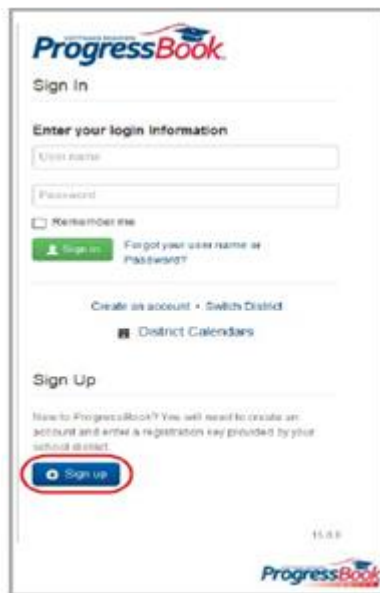 ProgressBook
Sign In
Enter your login information
User name
Password
Remember me
Sign in
Forgot your user name or
Password?
Create an account • Switch District
District Calendars
Sign Up
New to ProgressBook? You will need to create an
account and enter a registration key provided by your
school district.
Sign up
ProgressBook